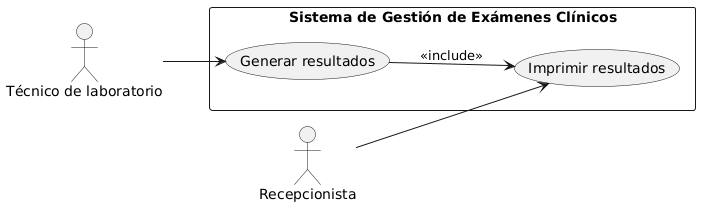 Sistema de Gestión de Exámenes Clínicos
Técnico de laboratorio
Generar resultados
«include»
Imprimir resultados
Recepcionista